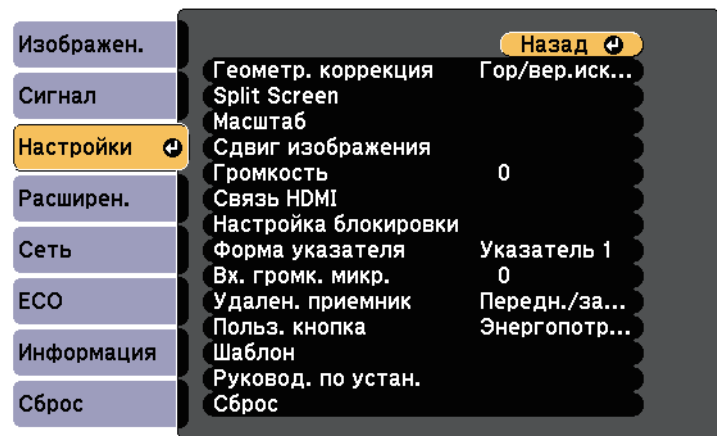 Изображен.
Сигнал
Настройки
Расширен.
Сеть
ECO
Информация
Сброс
Назад
Геометр. коррекция Гор/вер.иск...
Split Screen
Масштаб
Сдвиг изображения
Громкость 0
Связь HDMI
Настройка блокировки
Форма указателя Указатель 1
Вх. громк. микр. 0
Удален. приемник Передн./за...
Польз. кнопка Энергопотр...
Шаблон
Руковод. по устан.
Сброс